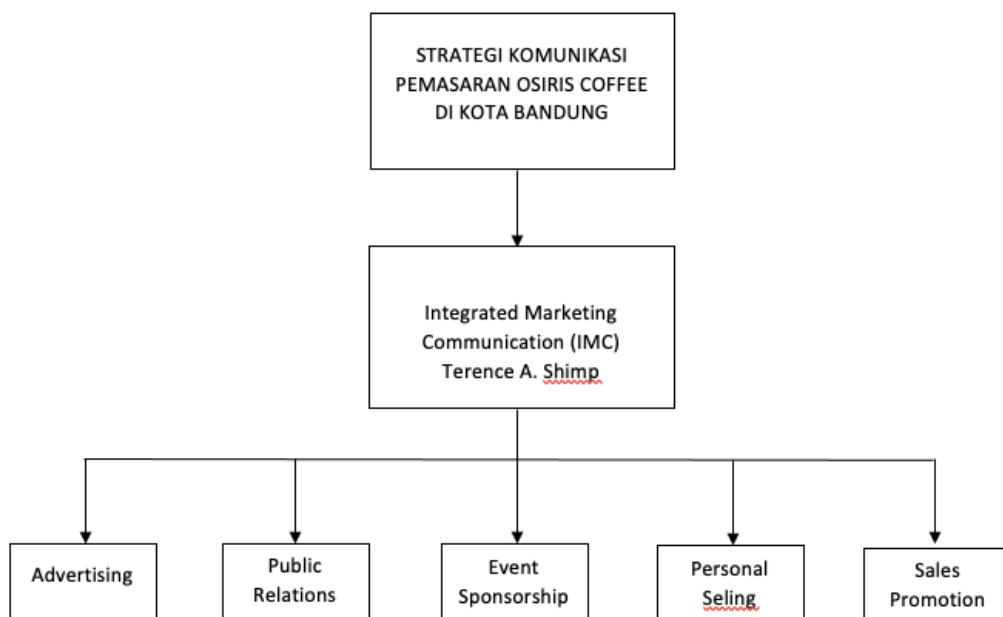 STRATEGI KOMUNIKASI
PEMASARAN OSIRIS COFFEE
DI KOTA BANDUNG
Integrated Marketing
Communication (IMC)
Terence A. Shimp
Advertising
Public
Relations
Event
Sponsorship
Personal
Seling
Sales
Promotion